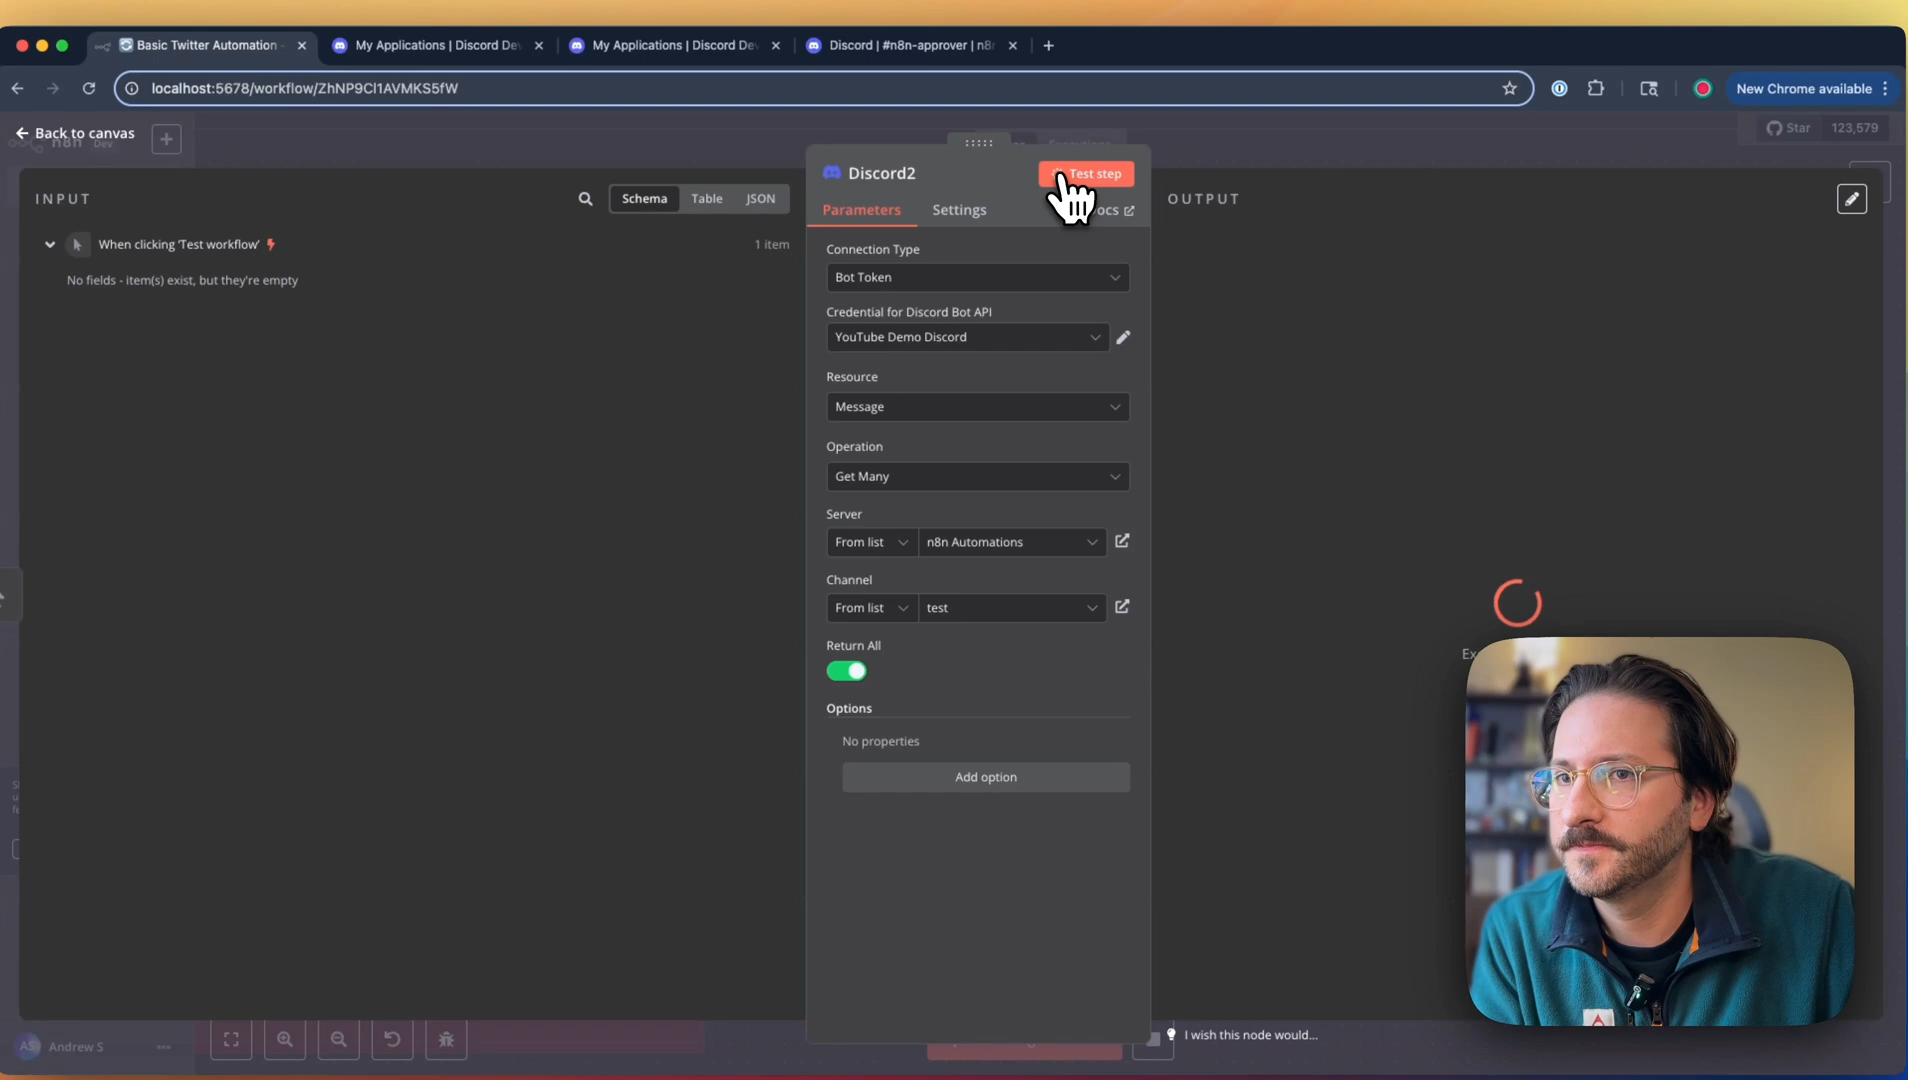 Basic Twitter Automation -
My Applications | Discord De
My Applications | Discord De
Discord | #n8n-approver | n8
localhost:5678/workflow/ZhNP9Cl1AVMKS5fW
New Chrome available
Back to canvas
n8n
Dev
Star
123,579
INPUT
Schema
Table
JSON
When clicking ‘Test workflow’
1 item
No fields - item(s) exist, but they're empty
Discord2
Test step
Parameters
Settings
Connection Type
Bot Token
Credential for Discord Bot API
YouTube Demo Discord
Resource
Message
Operation
Get Many
Server
From list
n8n Automations
Channel
From list
test
Return All
Options
No properties
Add option
I wish this node would...
OUTPUT
AS
Andrew S